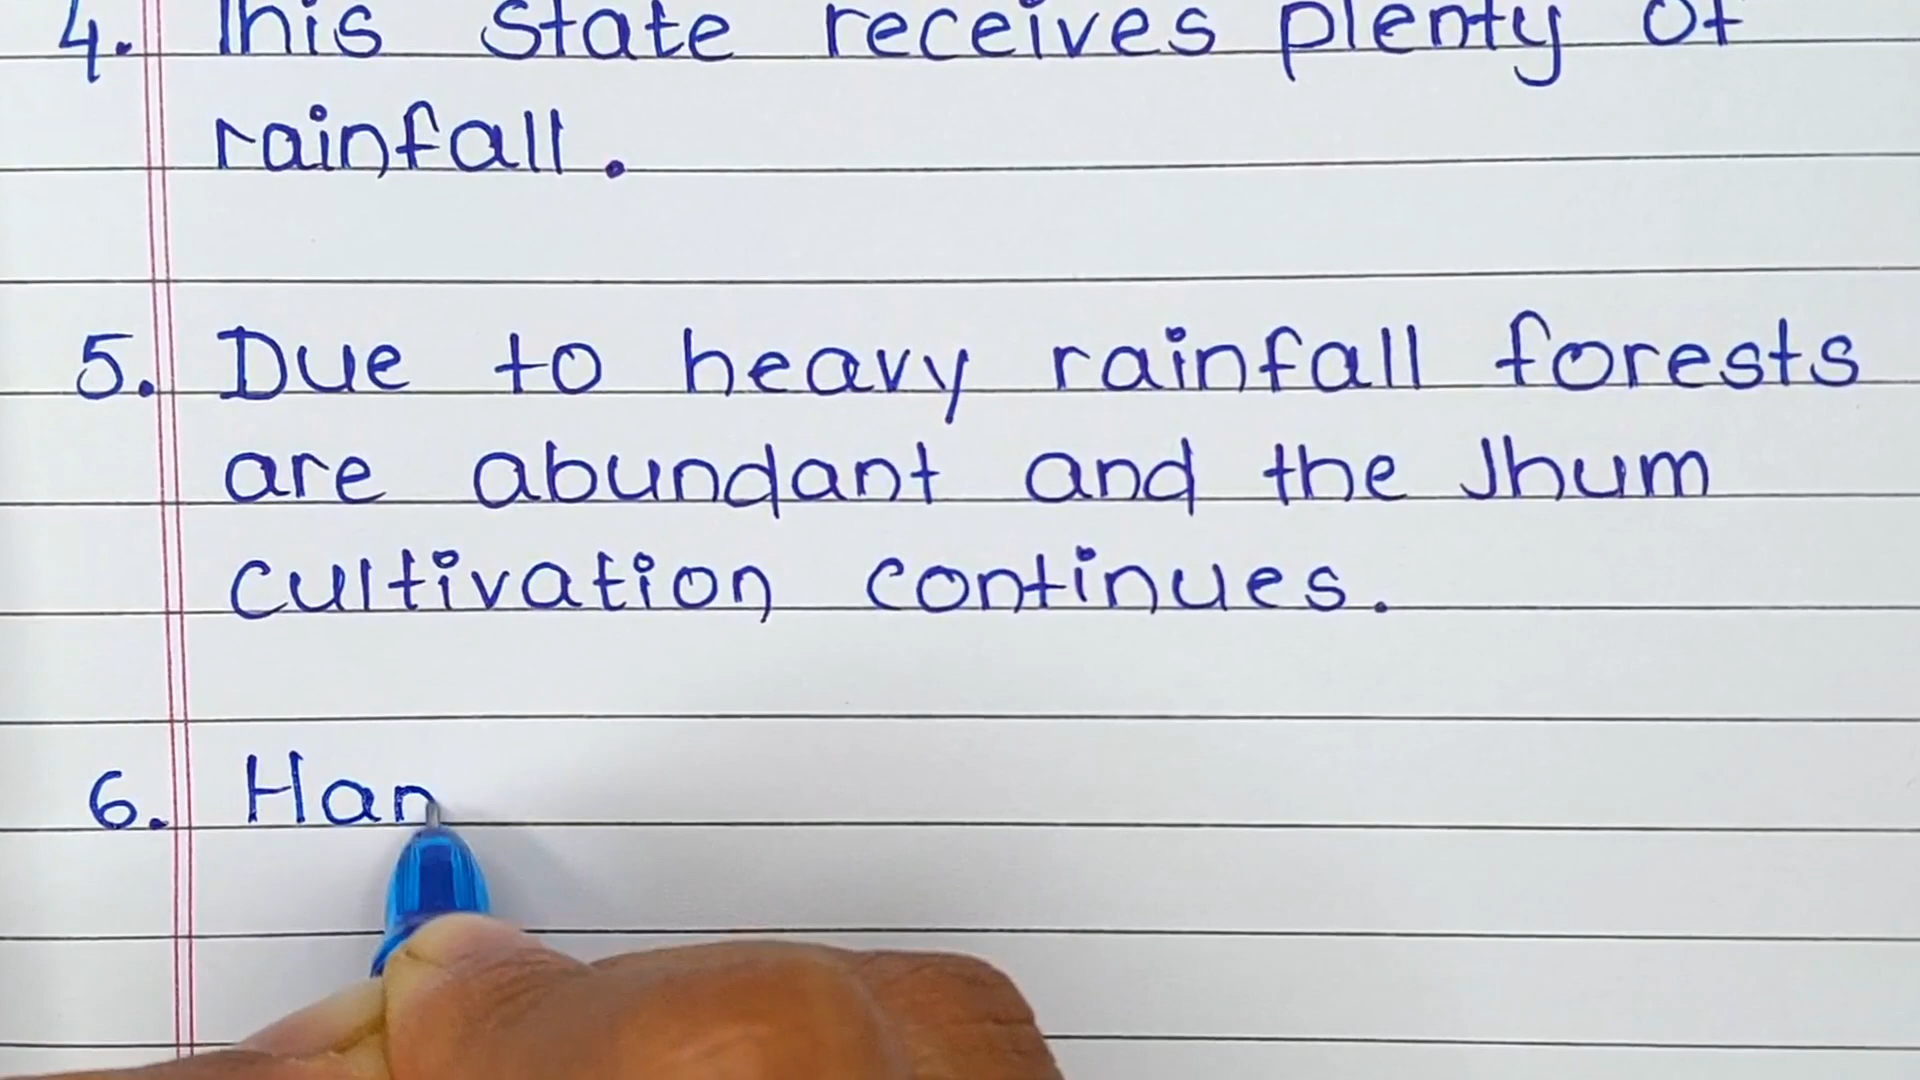 4. This state receives plenty of
rainfall.
5. Due to heavy rainfall forests
are abundant and the Jhum
cultivation continues.
6. Han